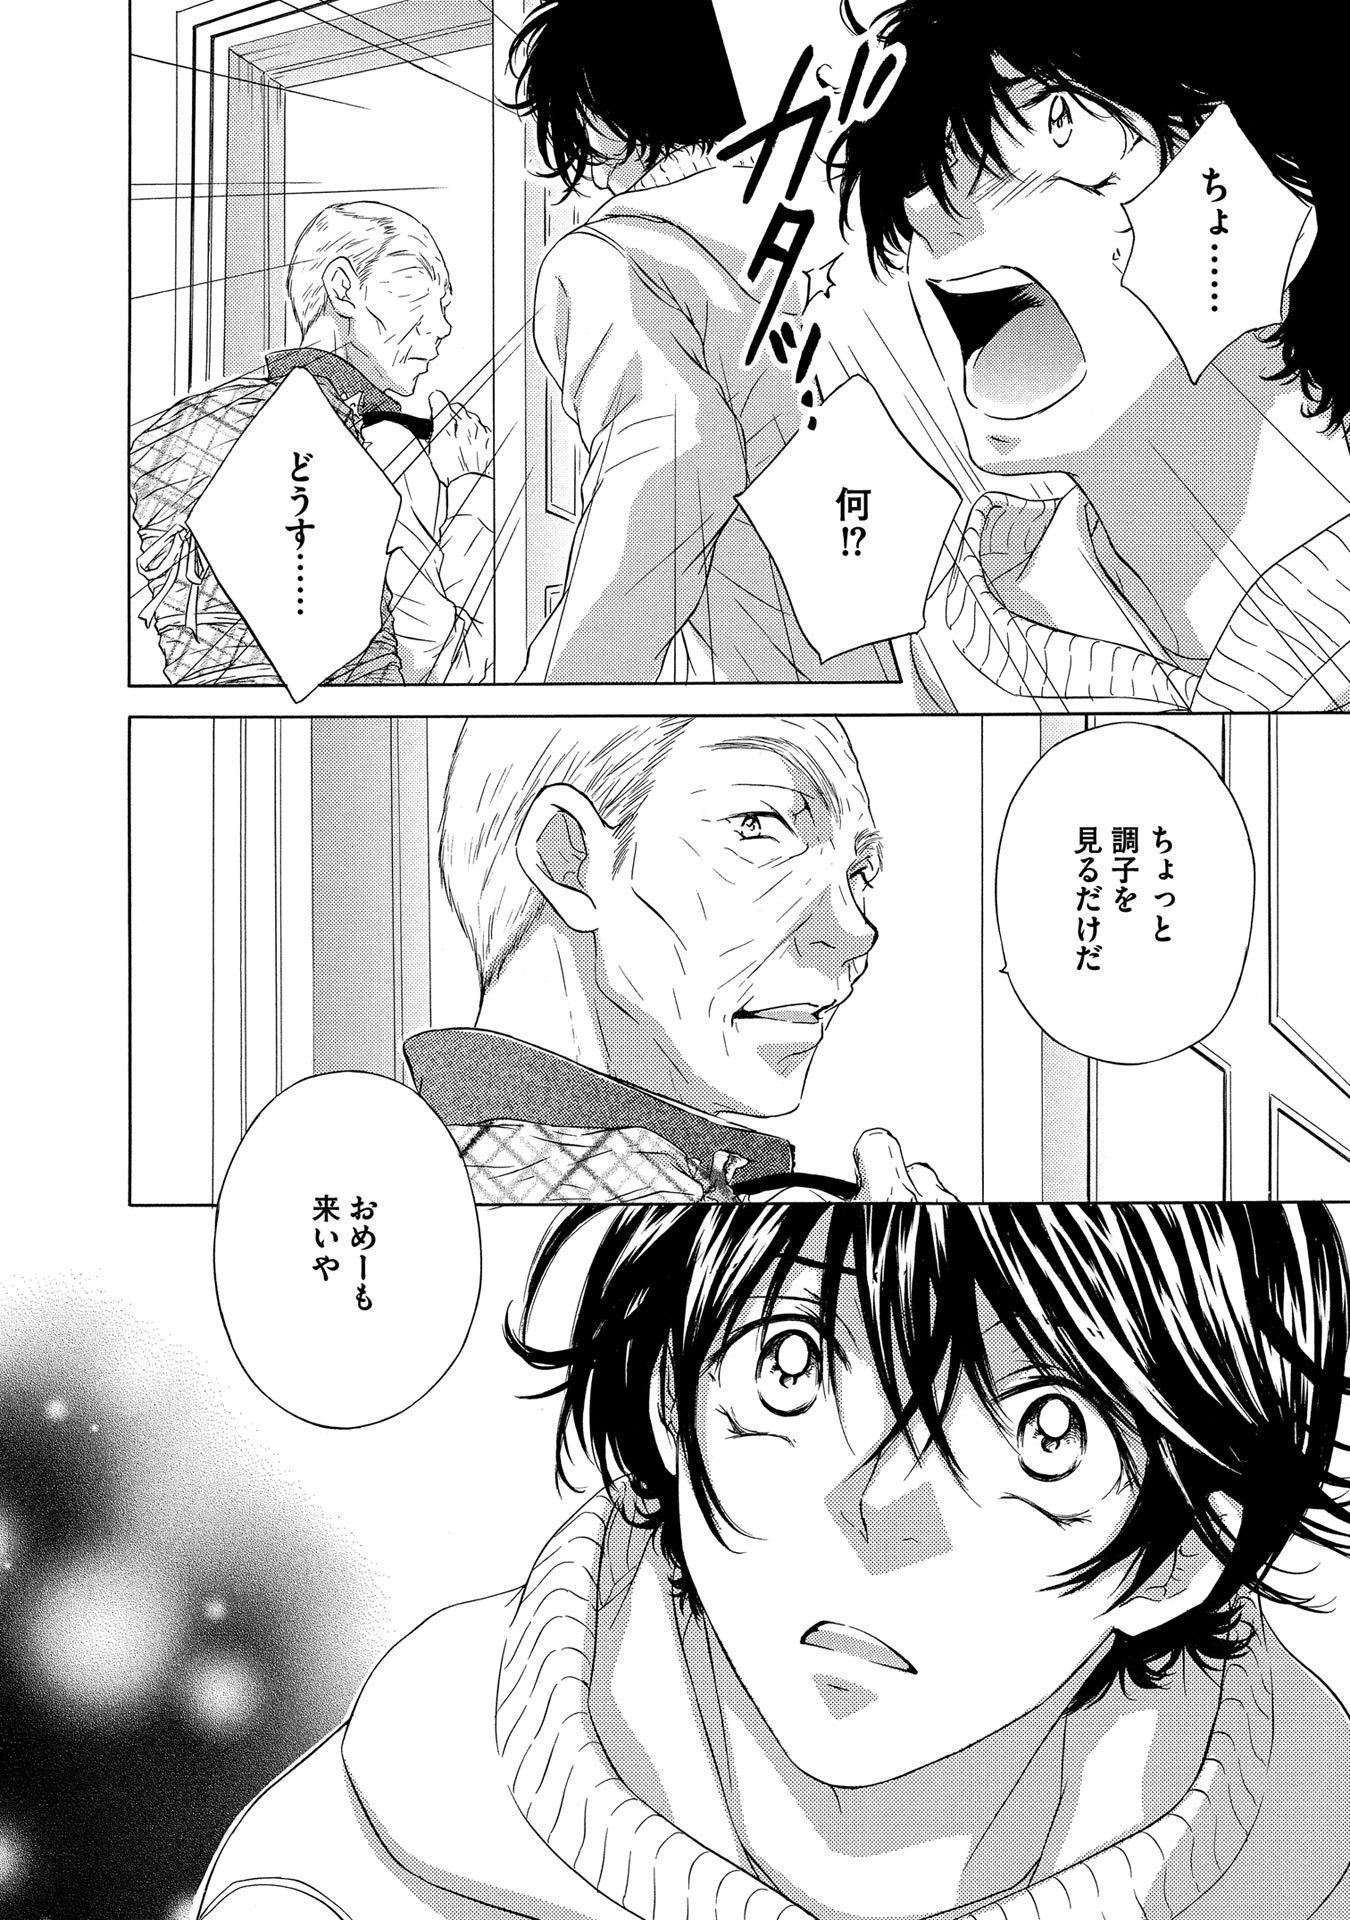 ちょ……
ガガタッ！
何!?
どうす……
ちょっと
調子を
見るだけだ
おめーも
来いや